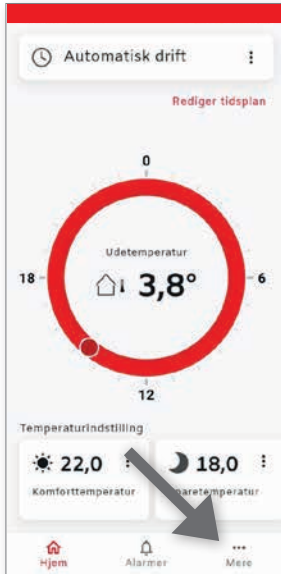 Automatisk drift
Rediger tidsplan
0
Udetemperatur
18
3,8°
6
12
Temperaturindstilling
22,0
18,0
Komforttemperatur
aretemperatur
Hjem
Alarmer
Mere